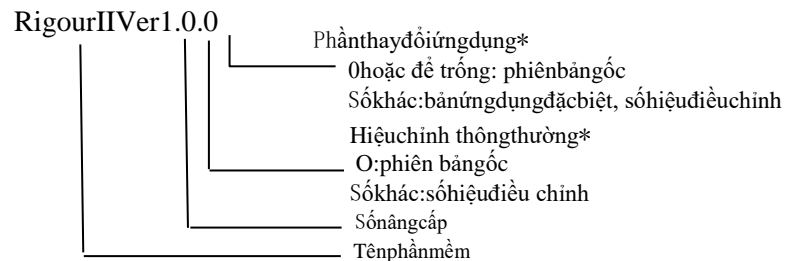 RigourIIVer1.0.0
Phầnthayđổiứngdụng*
0hoặc để trống: phiênbảngốc
Sốkhác:bảnứngdụngđặcbiệt, sốhiệuđiềuchỉnh
Hiệuchỉnh thôngthường*
O:phiên bảngốc
Sốkhác:sốhiệuđiều chỉnh
Sốnângcấp
Tênphầnmềm